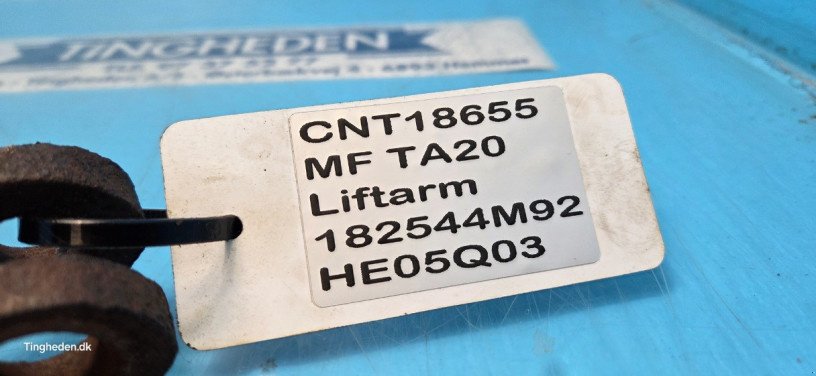 TINGHEDEN
CNT18655
MF TA20
Liftarm
182544M92
HE05Q03
Tingheden.dk